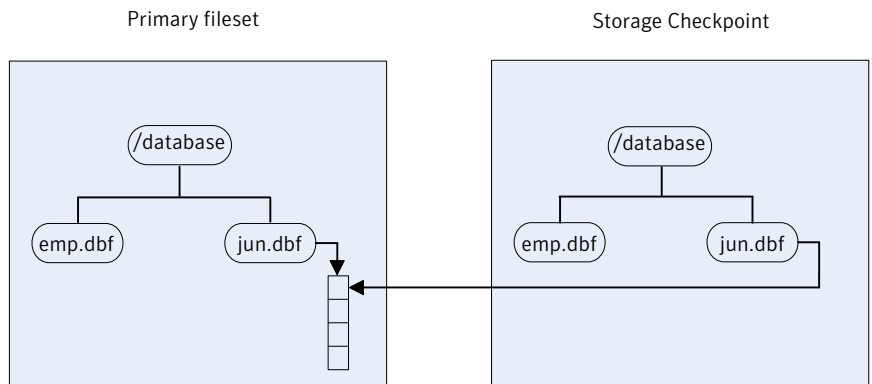 Primary fileset
Storage Checkpoint
/database
/database
emp.dbf
jun.dbf
emp.dbf
jun.dbf